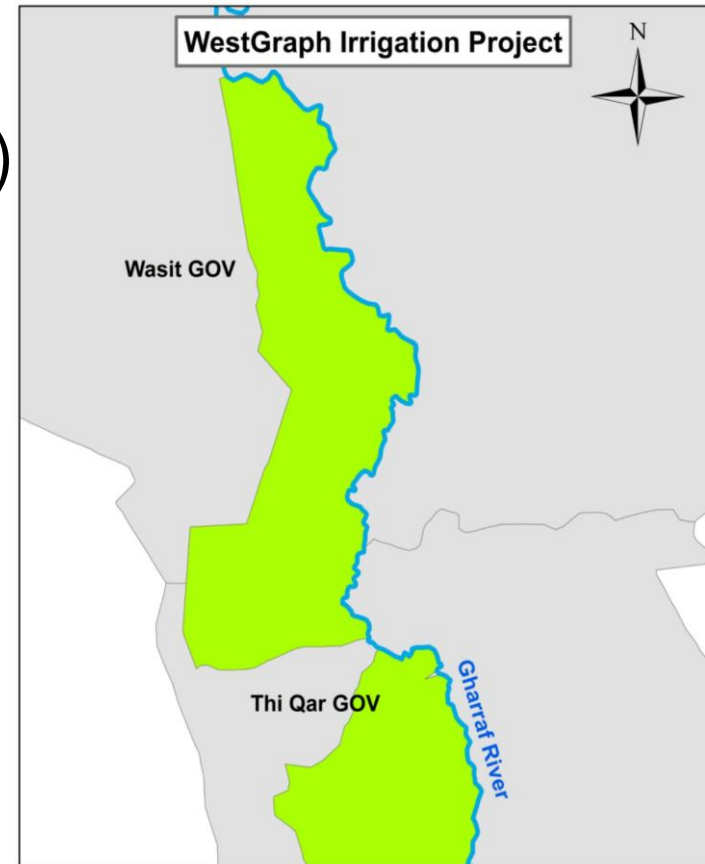 )
WestGraph Irrigation Project
N
Wasit GOV
Thi Qar GOV
Gharraf River